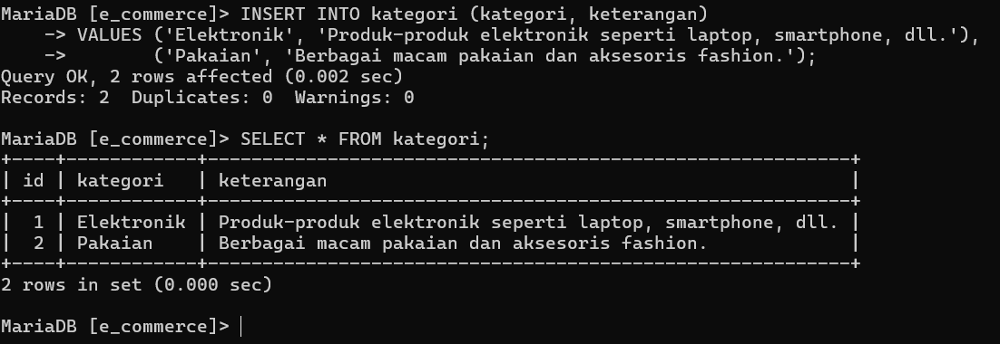 MariaDB [e_commerce]> INSERT INTO kategori (kategori, keterangan)
    -> VALUES ('Elektronik', 'Produk-produk elektronik seperti laptop, smartphone, dll.'),
    ->        ('Pakaian', 'Berbagai macam pakaian dan aksesoris fashion.');
Query OK, 2 rows affected (0.002 sec)
Records: 2  Duplicates: 0  Warnings: 0

MariaDB [e_commerce]> SELECT * FROM kategori;
+----+------------+-----------------------------------------------------------+
| id | kategori   | keterangan                                                |
+----+------------+-----------------------------------------------------------+
|  1 | Elektronik | Produk-produk elektronik seperti laptop, smartphone, dll. |
|  2 | Pakaian    | Berbagai macam pakaian dan aksesoris fashion.             |
+----+------------+-----------------------------------------------------------+
2 rows in set (0.000 sec)

MariaDB [e_commerce]>